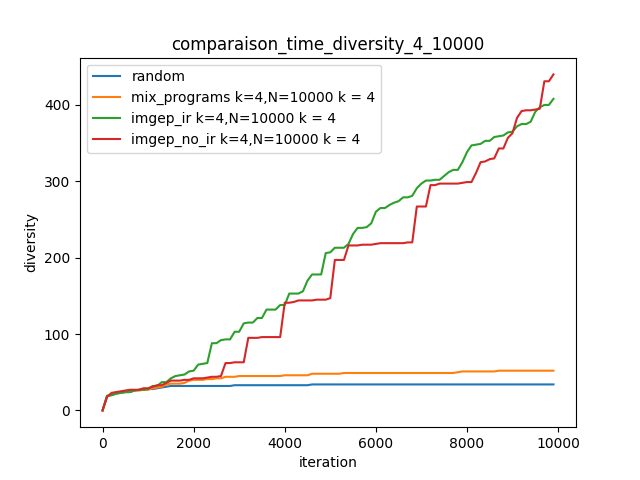 comparaison_time_diversity_4_10000
random
mix_programs k=4,N=10000 k = 4
imgep_ir k=4,N=10000 k = 4
imgep_no_ir k=4,N=10000 k = 4
diversity
400
300
200
100
0
0 2000 4000 6000 8000 10000
iteration